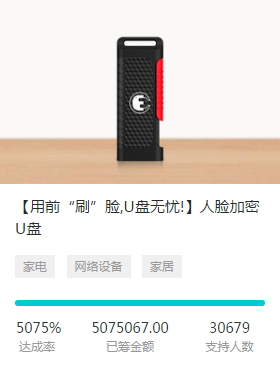 【用前“刷”脸,U盘无忧!】人脸加密
U盘
家电 网络设备 家居
5075% 5075067.00 30679
达成率 已筹金额 支持人数